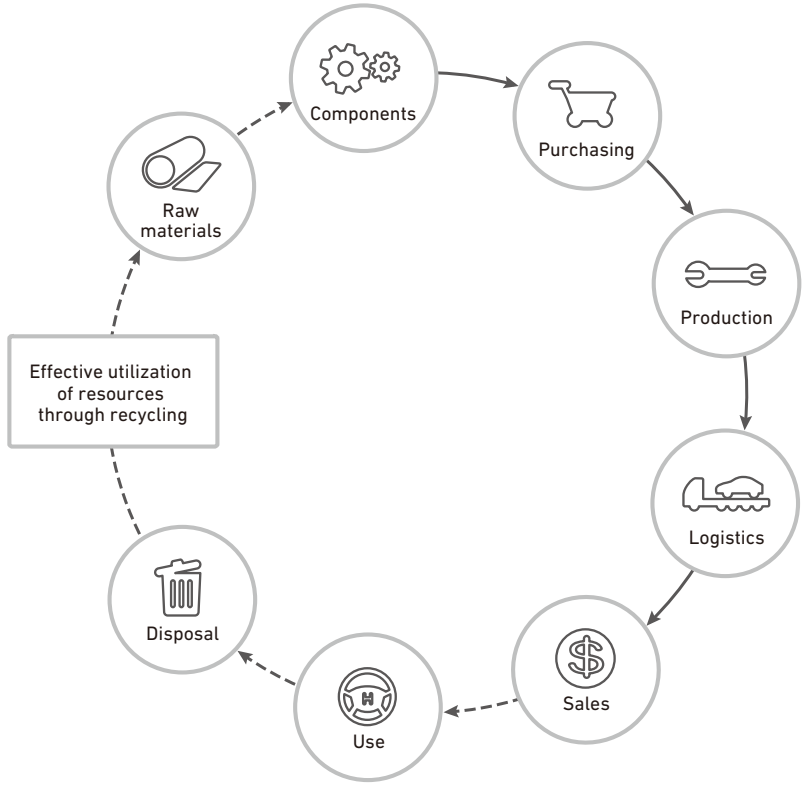 Components
Purchasing
Production
Logistics
Sales
Use
Disposal
Effective utilization
of resources
through recycling
Raw
materials